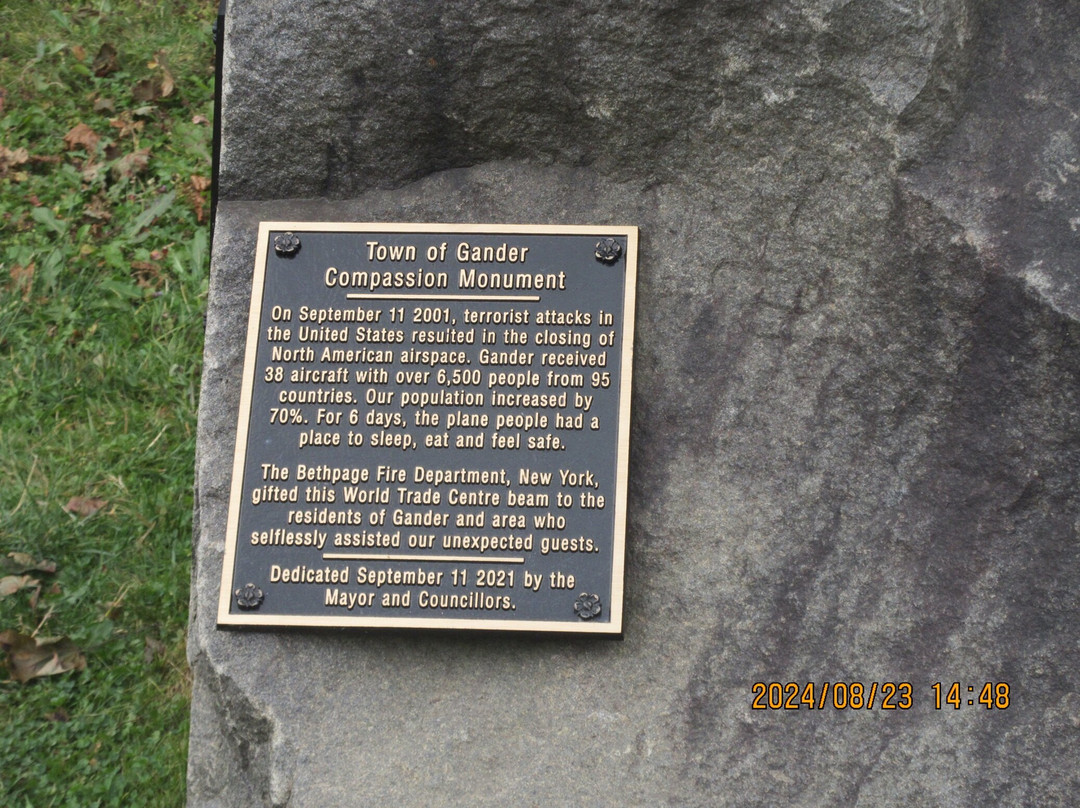 Town of Gander
Compassion Monument
On September 11 2001, terrorist attacks in
the United States resulted in the closing of
North American airspace. Gander received
38 aircraft with over 6,500 people from 95
countries. Our population increased by
70%. For 6 days, the plane people had a
place to sleep, eat and feel safe.
The Bethpage Fire Department, New York,
gifted this World Trade Centre beam to the
residents of Gander and area who
selflessly assisted our unexpected guests.
Dedicated September 11 2021 by the
Mayor and Councillors.
2024/08/23 14:48